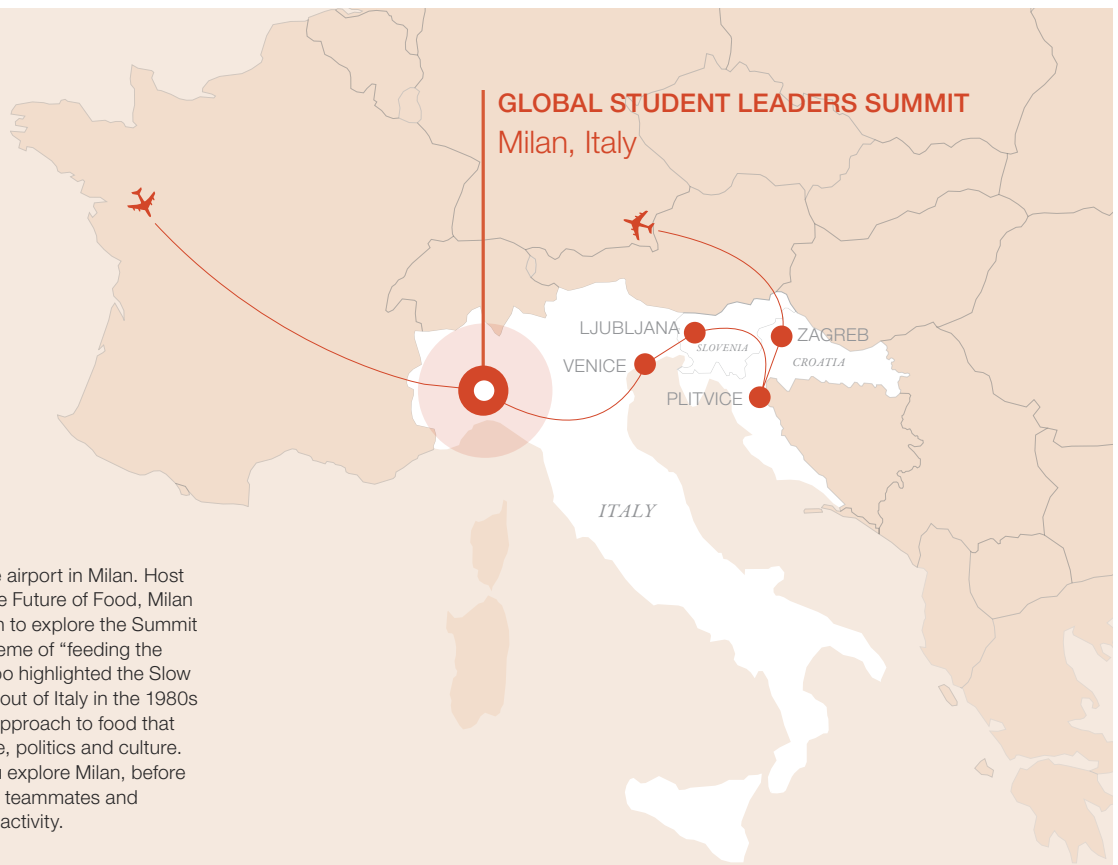 GLOBAL STUDENT LEADERS SUMMIT
Milan, Italy
LJUBLJANA
ZAGREB
SLOVENIA
VENICE
CROATIA
PLITVICE
ITALY
airport in Milan. Host
e Future of Food, Milan
to explore the Summit
eme of “feeding the
highlighted the Slow
out of Italy in the 1980s
approach to food that
e, politics and culture.
explore Milan, before
teammates and
activity.